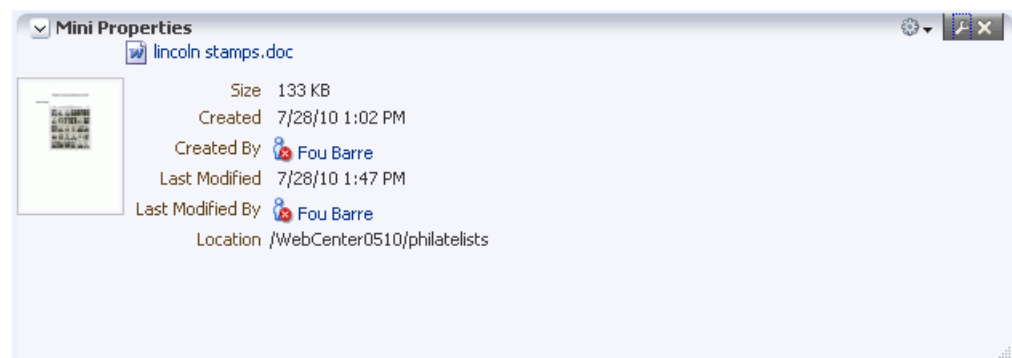 Mini Properties
lincoln stamps.doc
Size 133 KB
Created 7/28/10 1:02 PM
Created By Fou Barre
Last Modified 7/28/10 1:47 PM
Last Modified By Fou Barre
Location /WebCenter0510/philatelists